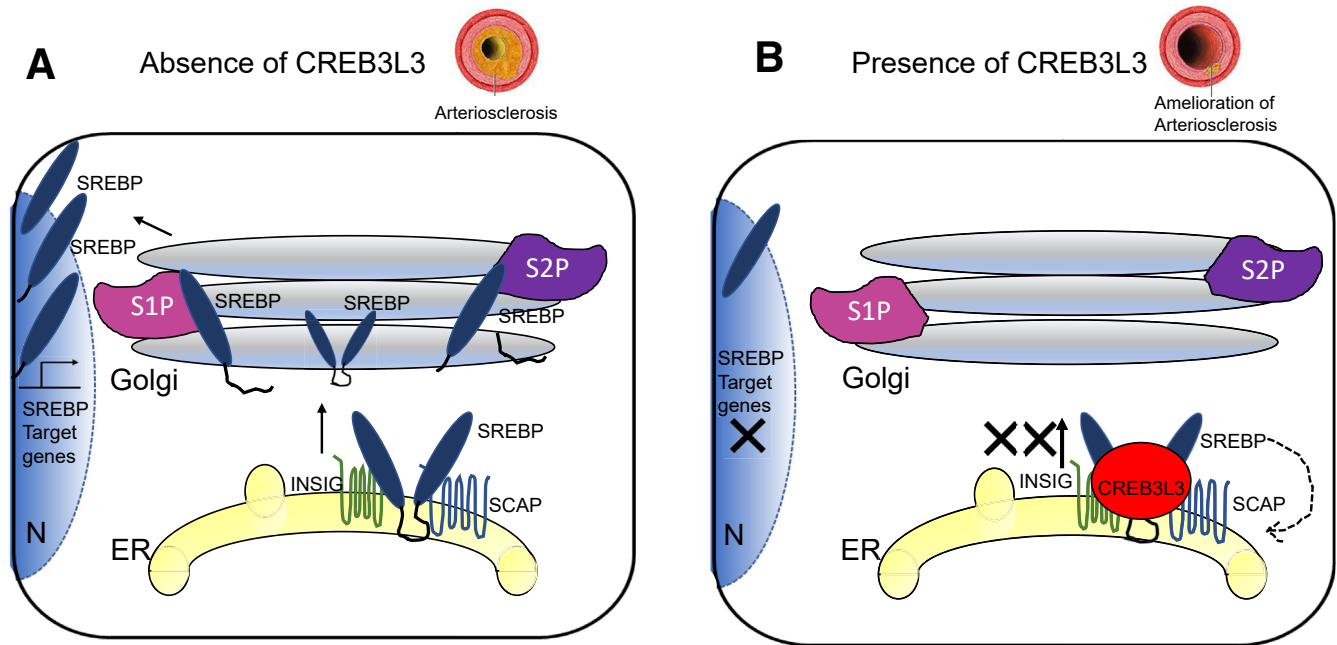 A
Absence of CREB3L3
Arteriosclerosis
SREBP
SREBP
S1P
SREBP
SREBP
S2P
SREBP
Golgi
SREBP
Target
genes
SREBP
INSIG
SCAP
N
ER
B
Presence of CREB3L3
Amelioration of
Arteriosclerosis
S2P
S1P
SREBP
Target
genes
Golgi
SREBP
INSIG
CREB3L3
SCAP
N
ER